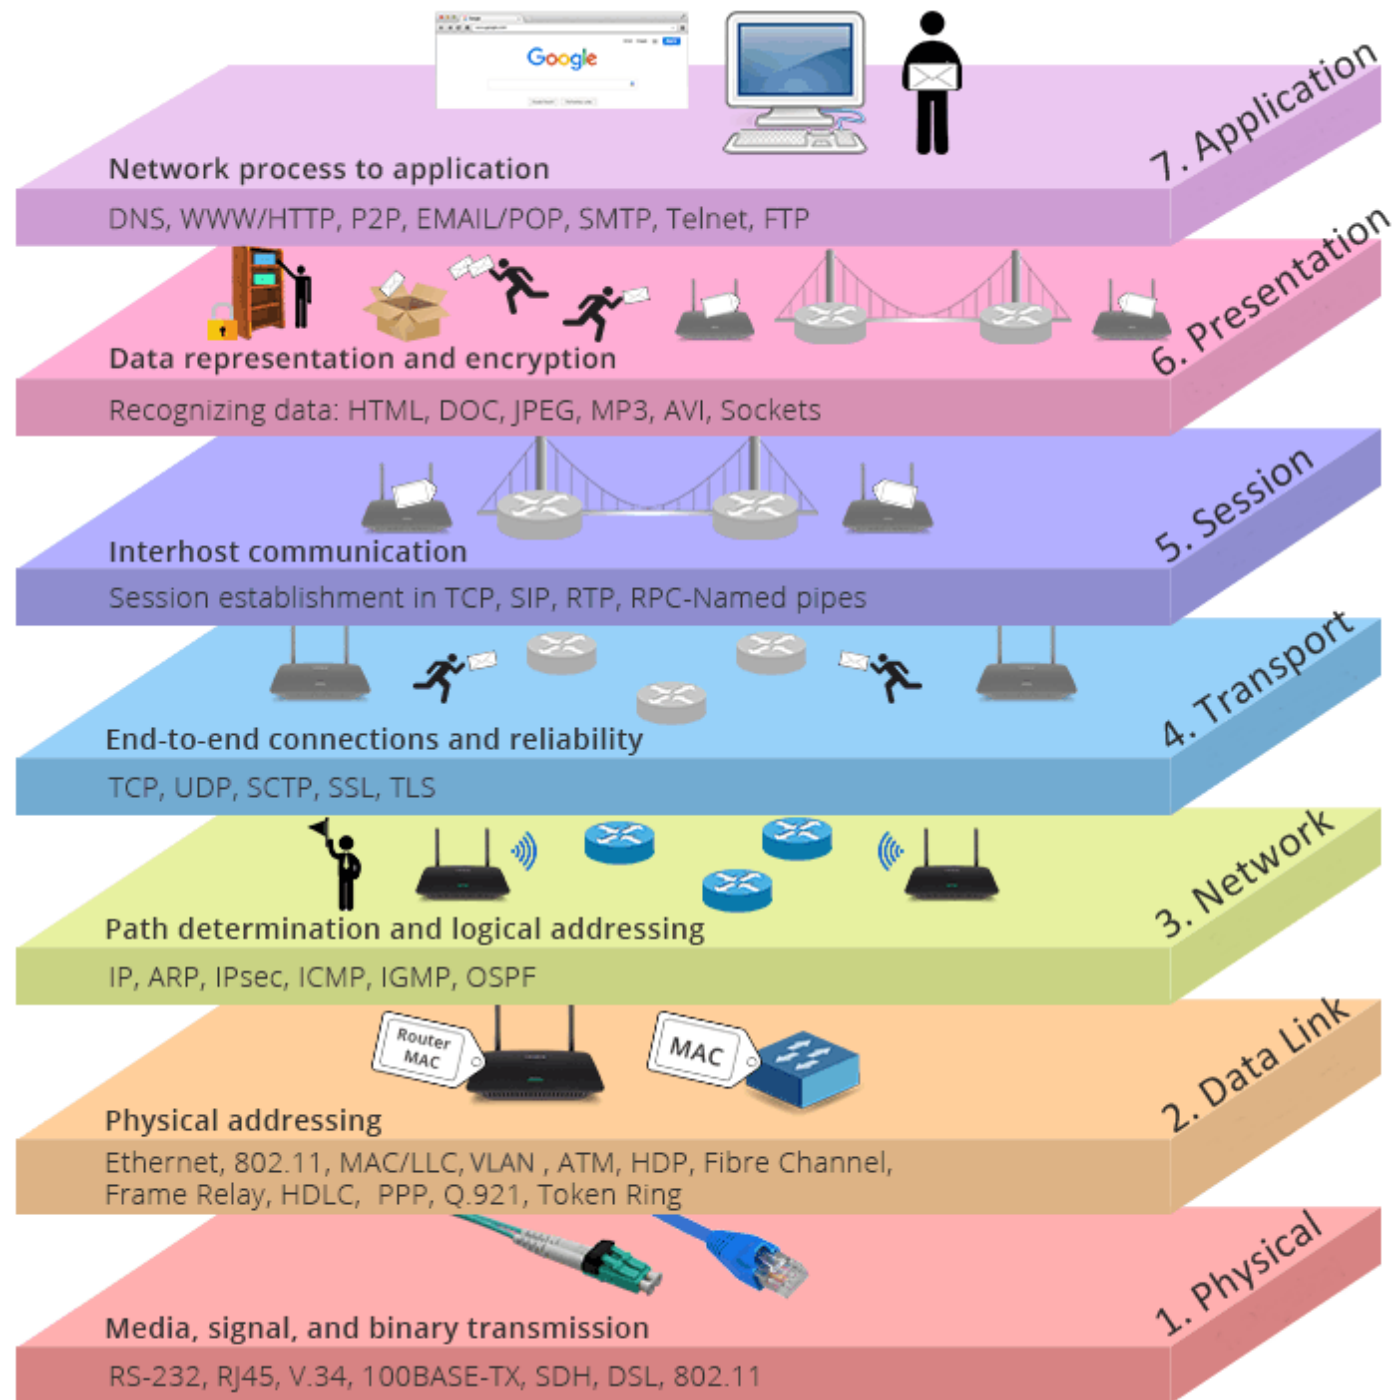 Google
7. Application
Network process to application
DNS, WWW/HTTP, P2P, EMAIL/POP, SMTP, Telnet, FTP
6. Presentation
Data representation and encryption
Recognizing data: HTML, DOC, JPEG, MP3, AVI, Sockets
5. Session
Interhost communication
Session establishment in TCP, SIP, RTP, RPC-Named pipes
4. Transport
End-to-end connections and reliability
TCP, UDP, SCTP, SSL, TLS
3. Network
Path determination and logical addressing
IP, ARP, IPsec, ICMP, IGMP, OSPF
2. Data Link
Router
MAC
MAC
Physical addressing
Ethernet, 802.11, MAC/LLC, VLAN , ATM, HDP, Fibre Channel,
Frame Relay, HDLC, PPP, Q.921, Token Ring
1. Physical
Media, signal, and binary transmission
RS-232, RJ45, V.34, 100BASE-TX, SDH, DSL, 802.11